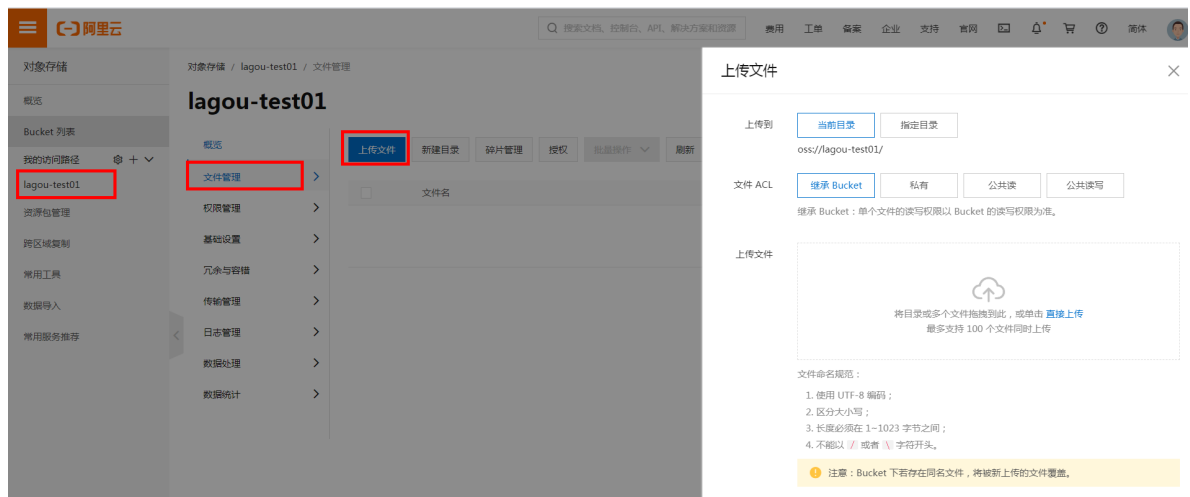 阿里云
搜索文档、控制台、API、解决方案和资源
费用 工单 备案 企业 支持 官网 简体
对象存储
概览
Bucket 列表
我的访问路径
lagou-test01
资源包管理
跨区域复制
常用工具
数据导入
常用服务推荐
对象存储 / lagou-test01 / 文件管理
lagou-test01
概览
文件管理
权限管理
基础设置
冗余与容错
传输管理
日志管理
数据处理
数据统计
上传文件 新建目录 碎片管理 授权 批量操作 刷新
文件名
上传文件
上传到 当前目录 指定目录
oss://lagou-test01/
文件 ACL 继承 Bucket 私有 公共读 公共读写
继承 Bucket：单个文件的读写权限以 Bucket 的读写权限为准。
上传文件
将目录或多个文件拖拽到此，或单击 直接上传
最多支持 100 个文件同时上传
文件命名规范：
1. 使用 UTF-8 编码；
2. 区分大小写；
3. 长度必须在 1~1023 字节之间；
4. 不能以 / 或者 \ 字符开头。
注意：Bucket 下若存在同名文件，将被新上传的文件覆盖。